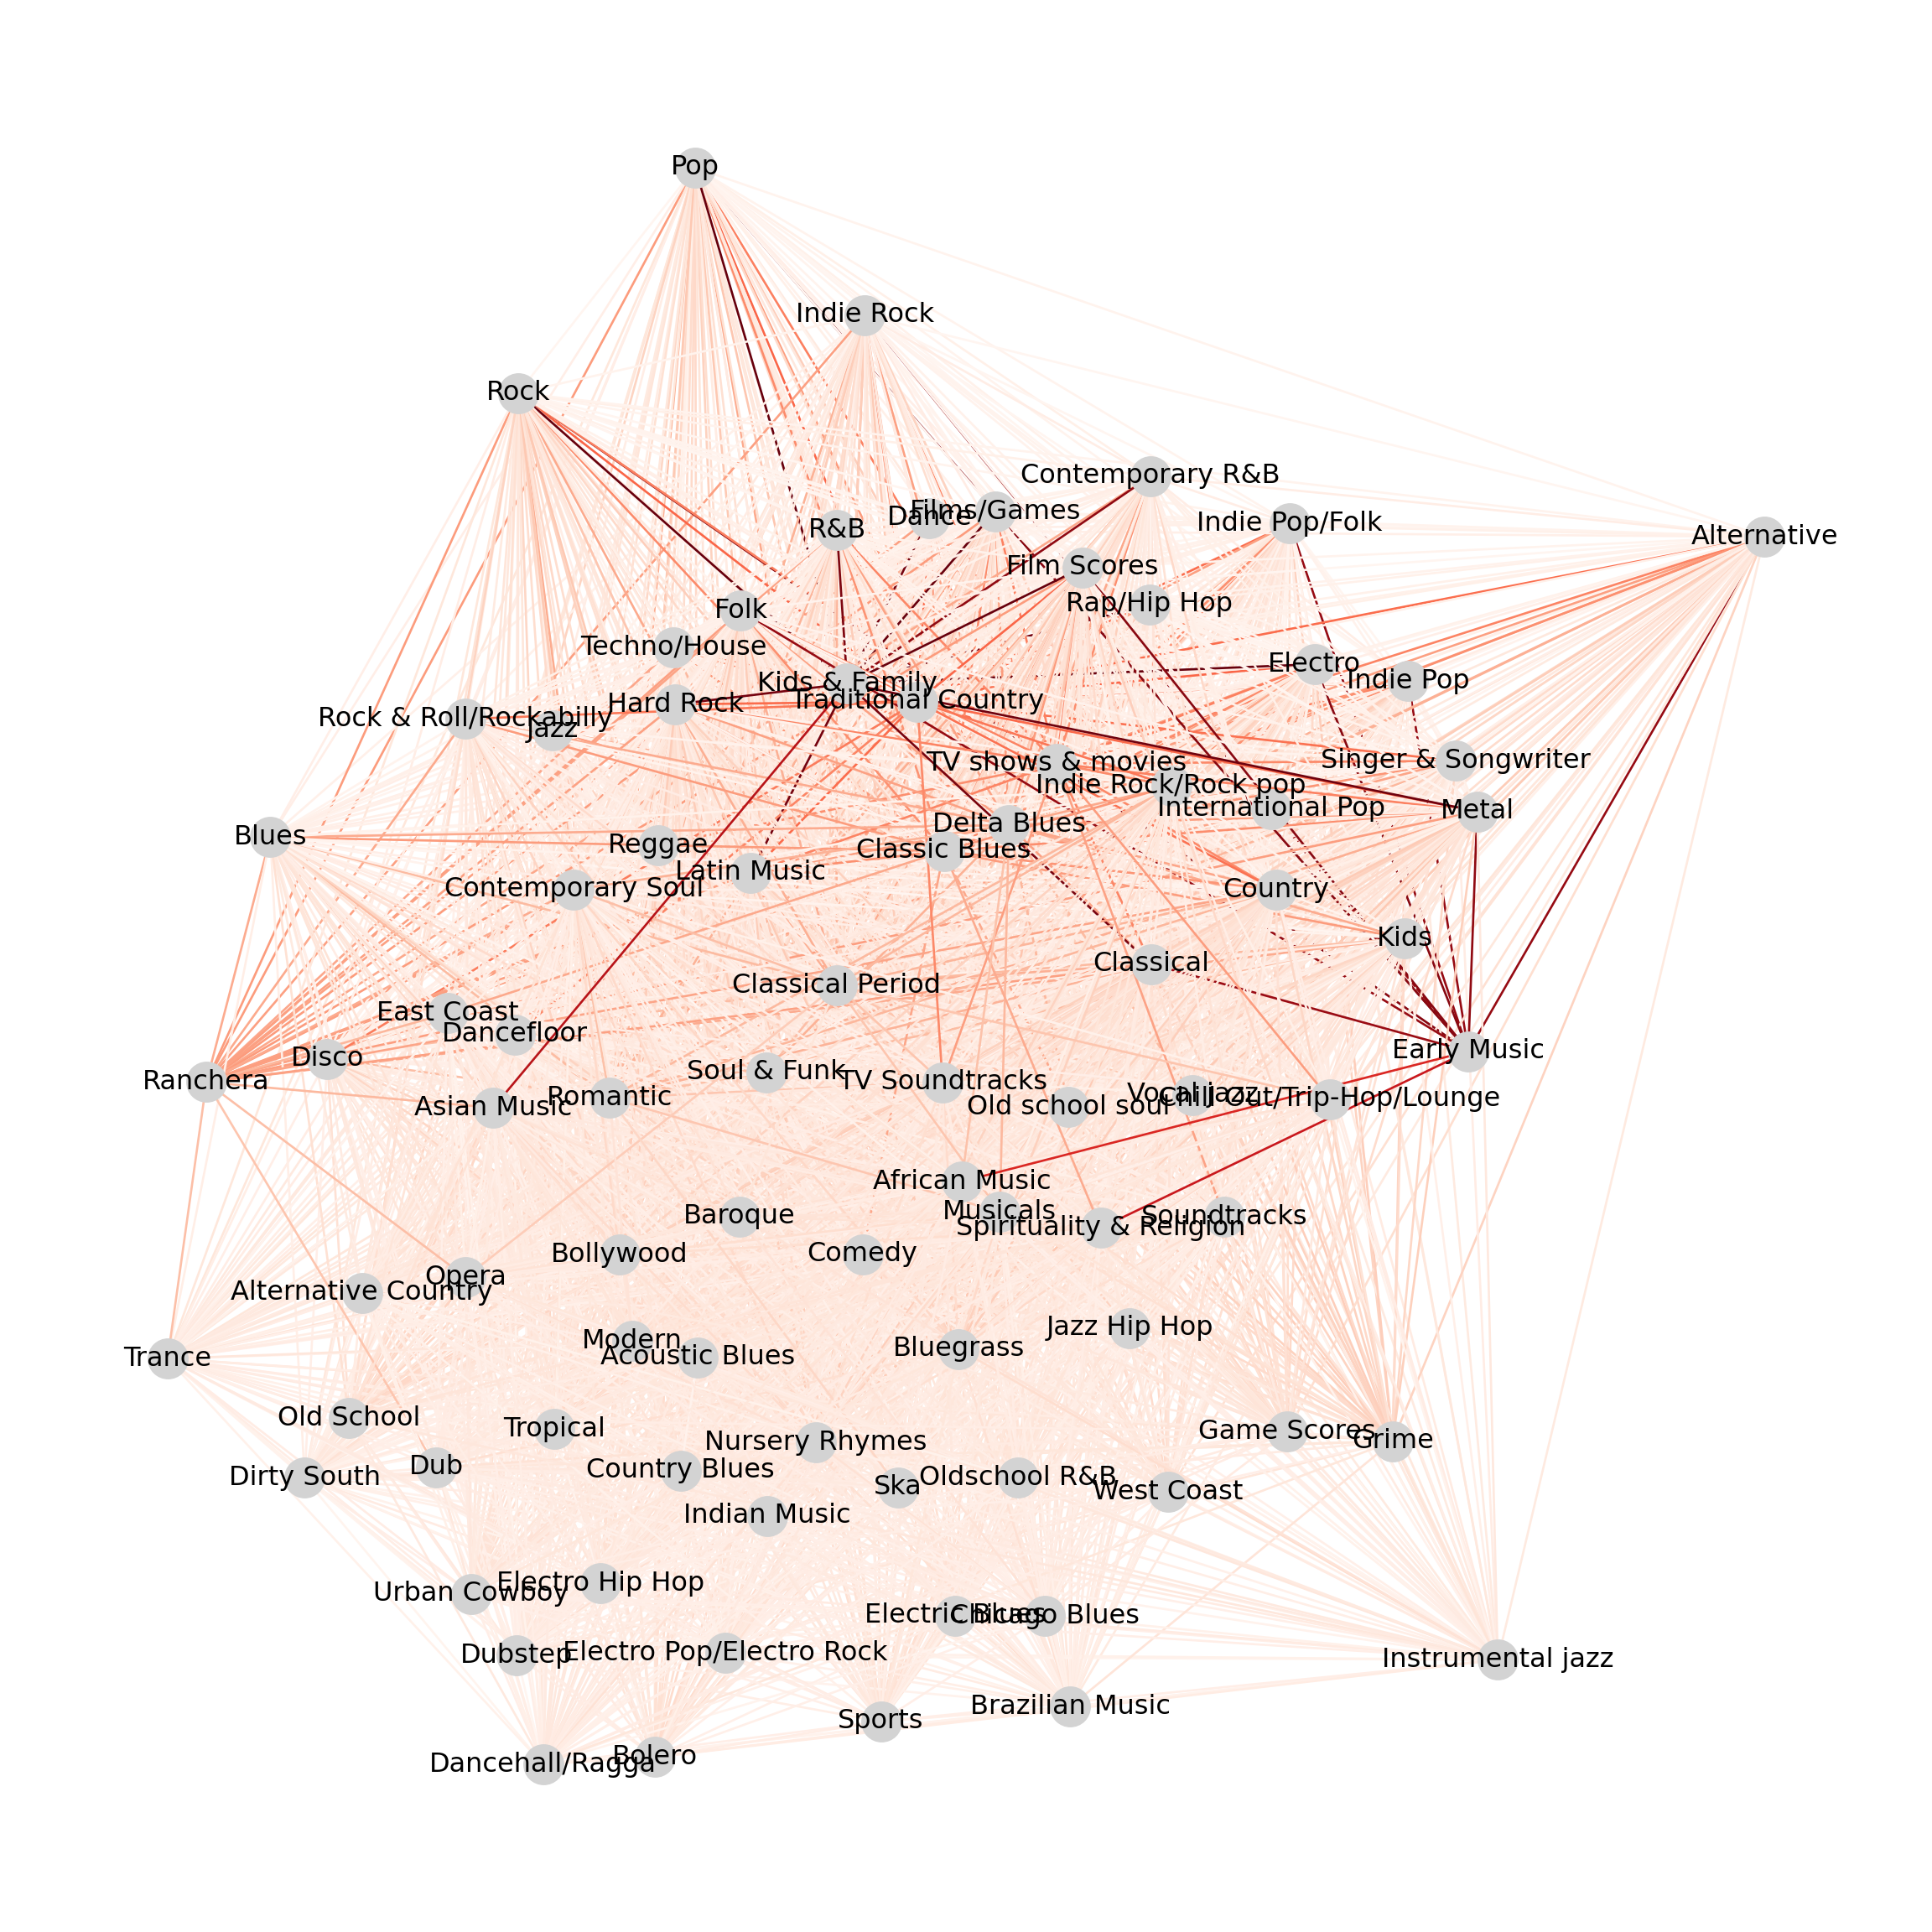 Pop
Indie Rock
Rock
Contemporary R&B
Films/Games
Dance
Indie Pop/Folk
R&B
Alternative
Film Scores
Rap/Hip Hop
Folk
Techno/House
Electro
Indie Pop
Kids & Family
Traditional Country
Hard Rock
Rock & Roll/Rockabilly
Jazz
TV shows & movies
Singer & Songwriter
Indie Rock/Rock pop
International Pop
Metal
Delta Blues
Blues
Reggae
Classic Blues
Latin Music
Contemporary Soul
Country
Kids
Classical
Classical Period
East Coast
Dancefloor
Early Music
Disco
Soul & Funk
Ranchera
TV Soundtracks
Vocal jazz
Romantic
Chill Out/Trip-Hop/Lounge
Asian Music
Old school soul
African Music
Musicals
Baroque
Soundtracks
Spirituality & Religion
Bollywood
Comedy
Opera
Alternative Country
Jazz Hip Hop
Modern
Bluegrass
Acoustic Blues
Trance
Old School
Tropical
Game Scores
Grime
Nursery Rhymes
Dub
Country Blues
Dirty South
Oldschool R&B
Ska
West Coast
Indian Music
Electro Hip Hop
Urban Cowboy
Electric Blues
Chicago Blues
Dubstep
Electro Pop/Electro Rock
Instrumental jazz
Brazilian Music
Sports
Bolero
Dancehall/Ragga